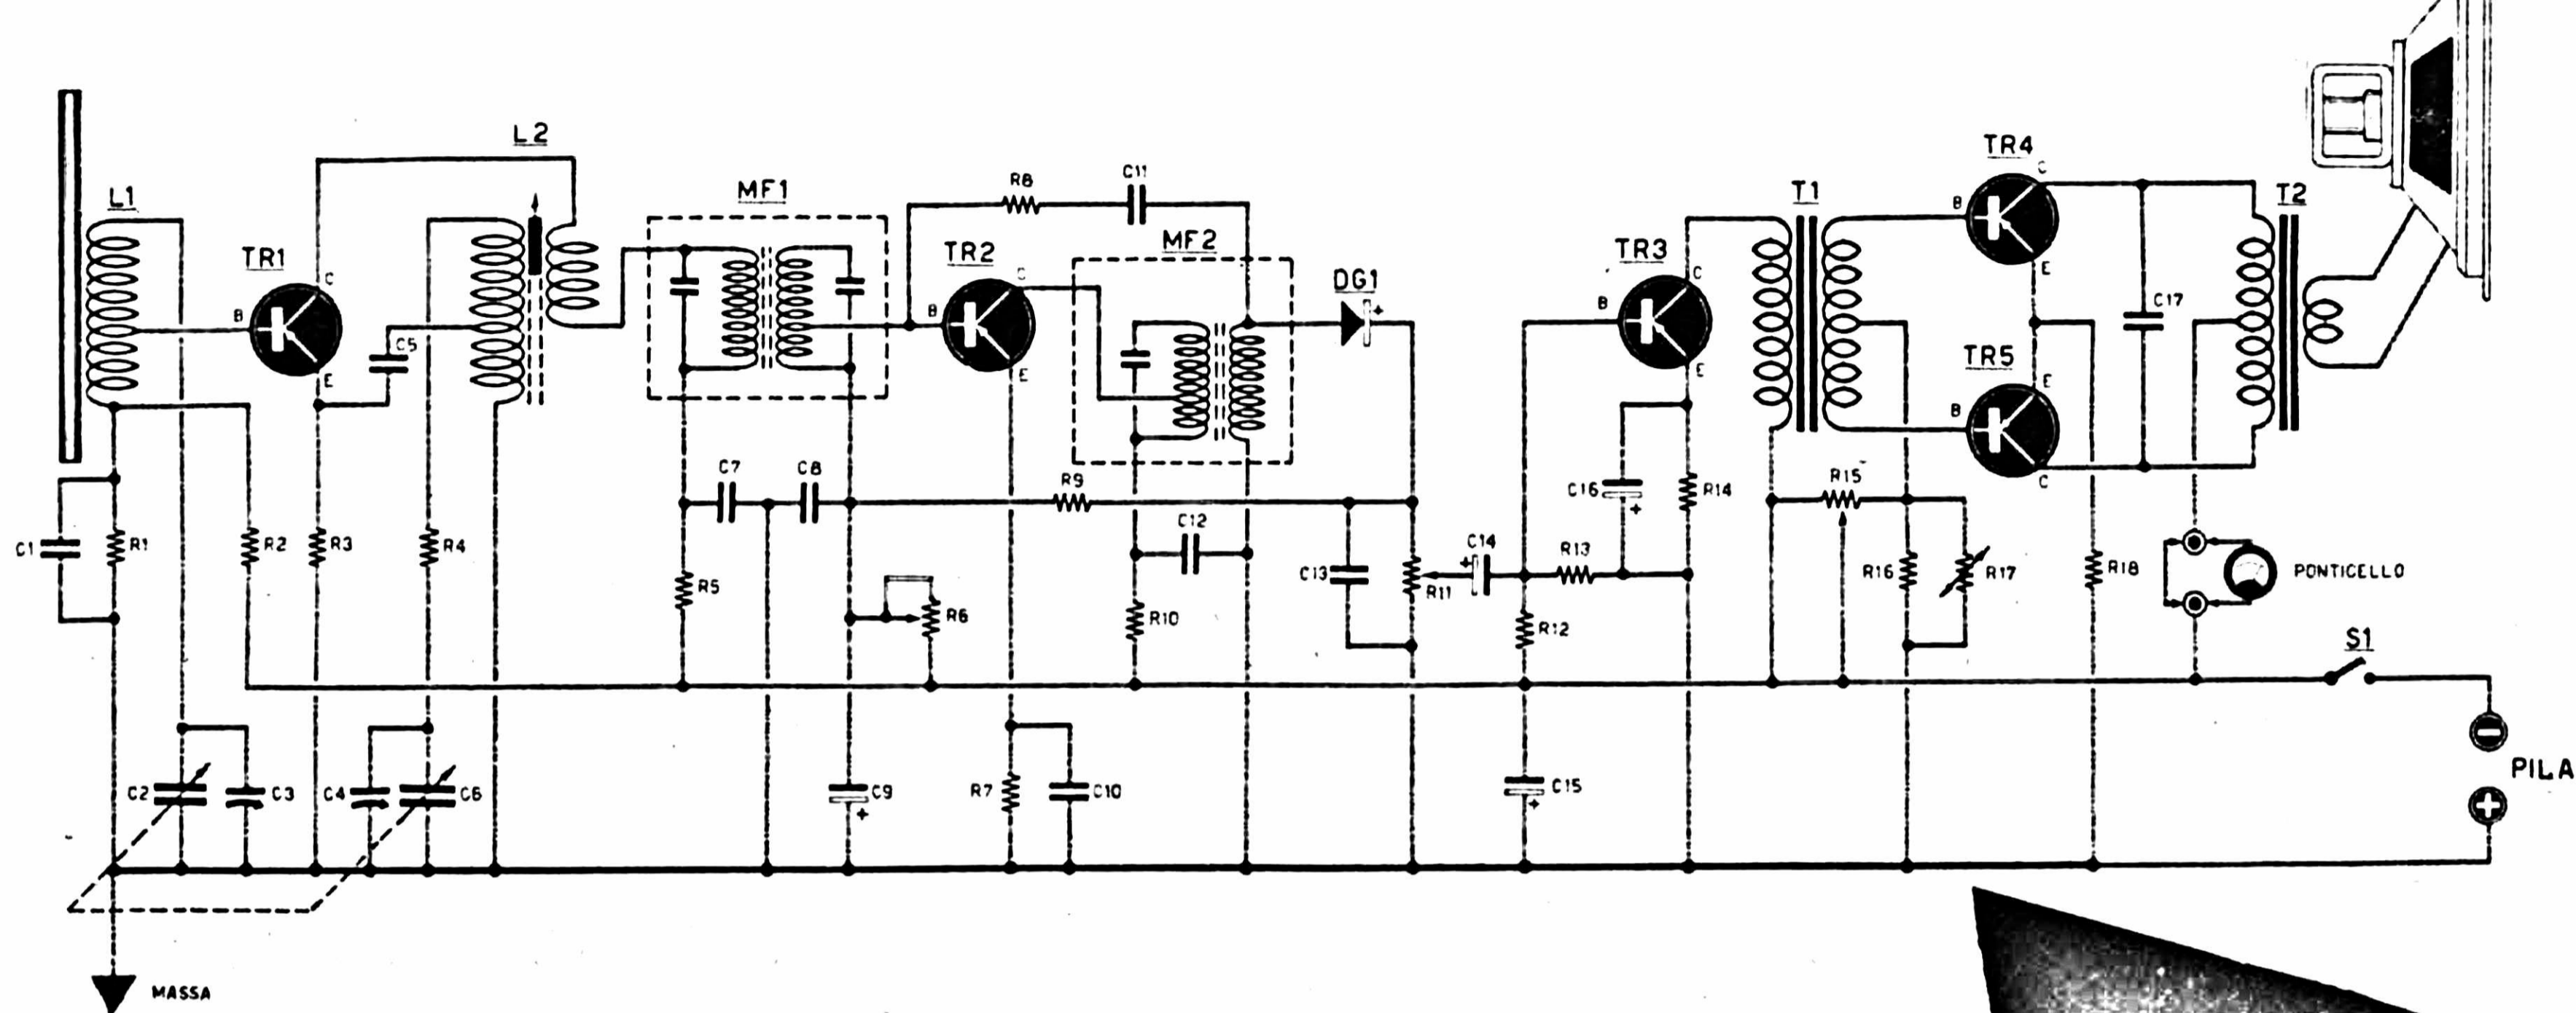 L1
TR1
C
B
E
C5
L2
MF1
R8
C11
TR2
C
B
E
MF2
DG1
+
TR3
C
B
E
T1
TR4
C
B
E
TR5
E
B
C
C17
T2
C1
R1
R2
R3
R4
C7
C8
R5
R6
R9
C12
R10
C13
R11
C14
+
R13
R12
C16
+
R14
R15
R16
R17
R18
PONTICELLO
S1
C2
C3
C4
C6
C9
+
R7
C10
C15
+
PILA
MASSA